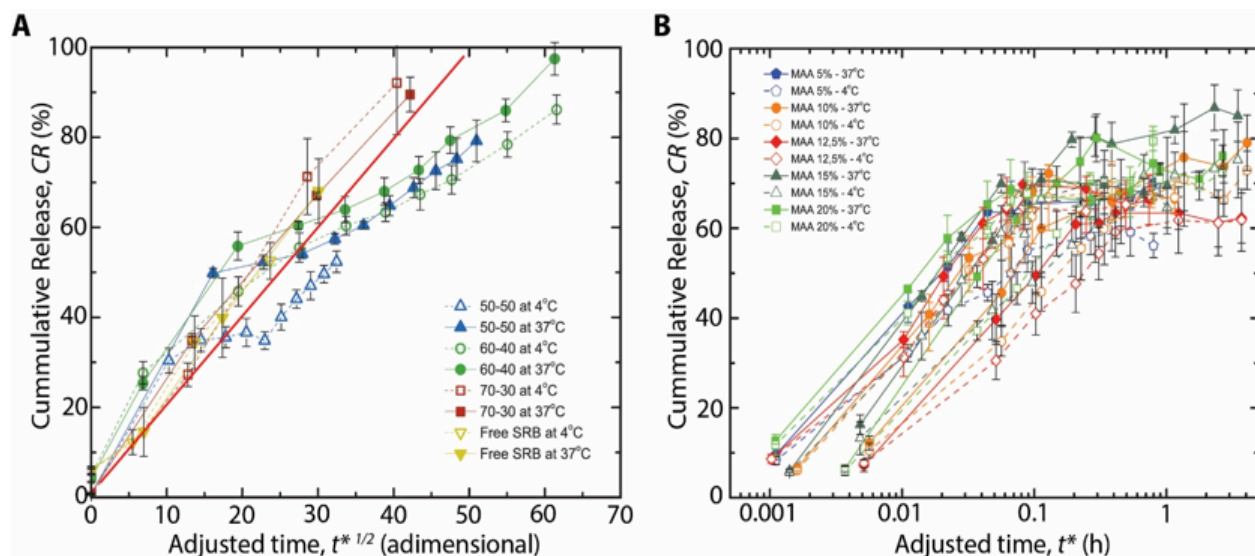 A
Cummulative Release, CR (%)
100
80
60
40
20
0
50-50 at 4°C
50-50 at 37°C
60-40 at 4°C
60-40 at 37°C
70-30 at 4°C
70-30 at 37°C
Free SRB at 4°C
Free SRB at 37°C
0 10 20 30 40 50 60 70
Adjusted time, t* 1/2 (adimensional)
B
Cummulative Release, CR (%)
100
80
60
40
20
0
MAA 5% - 37°C
MAA 5% - 4°C
MAA 10% - 37°C
MAA 10% - 4°C
MAA 12,5% - 37°C
MAA 12,5% - 4°C
MAA 15% - 37°C
MAA 15% - 4°C
MAA 20% - 37°C
MAA 20% - 4°C
0.001 0.01 0.1 1
Adjusted time, t* (h)